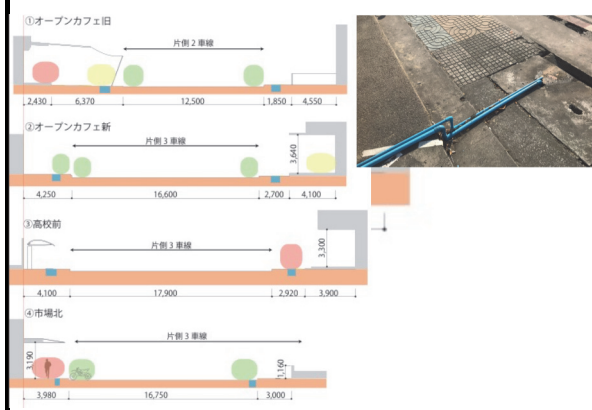 ①オープンカフェ旧
片側 2 車線
2,430 6,370 12,500 1,850 4,550
②オープンカフェ新
片側 3 車線
3,640
4,250 16,600 2,700 4,100
③高校前
片側 3 車線
3,300
4,100 17,900 2,920 3,900
④市場北
片側 3 車線
3,190
1,160
3,980 16,750 3,000